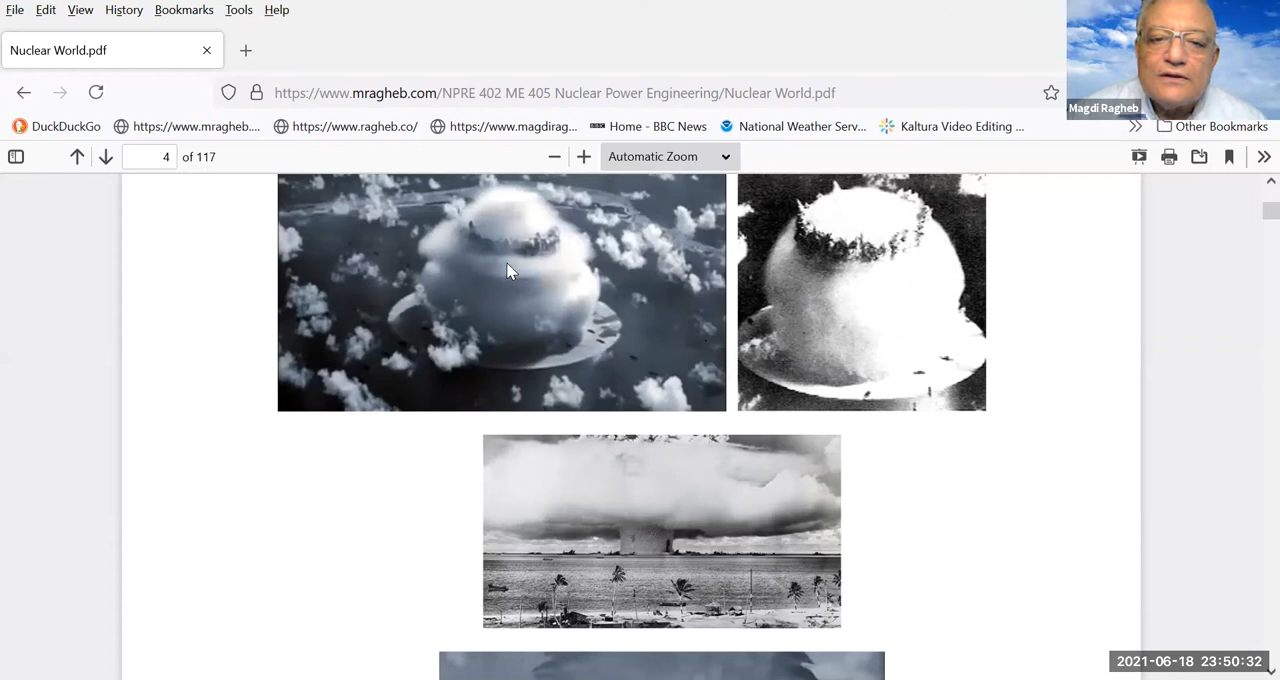 File Edit View History Bookmarks Tools Help
Nuclear World.pdf
https://www.mragheb.com/NPRE 402 ME 405 Nuclear Power Engineering/Nuclear World.pdf
Magdi Ragheb
DuckDuckGo https://www.mragheb.... https://www.ragheb.co/ https://www.magdirag... Home - BBC News National Weather Serv... Kaltura Video Editing ... Other Bookmarks
4 of 117 Automatic Zoom
2021-06-18 23:50:32